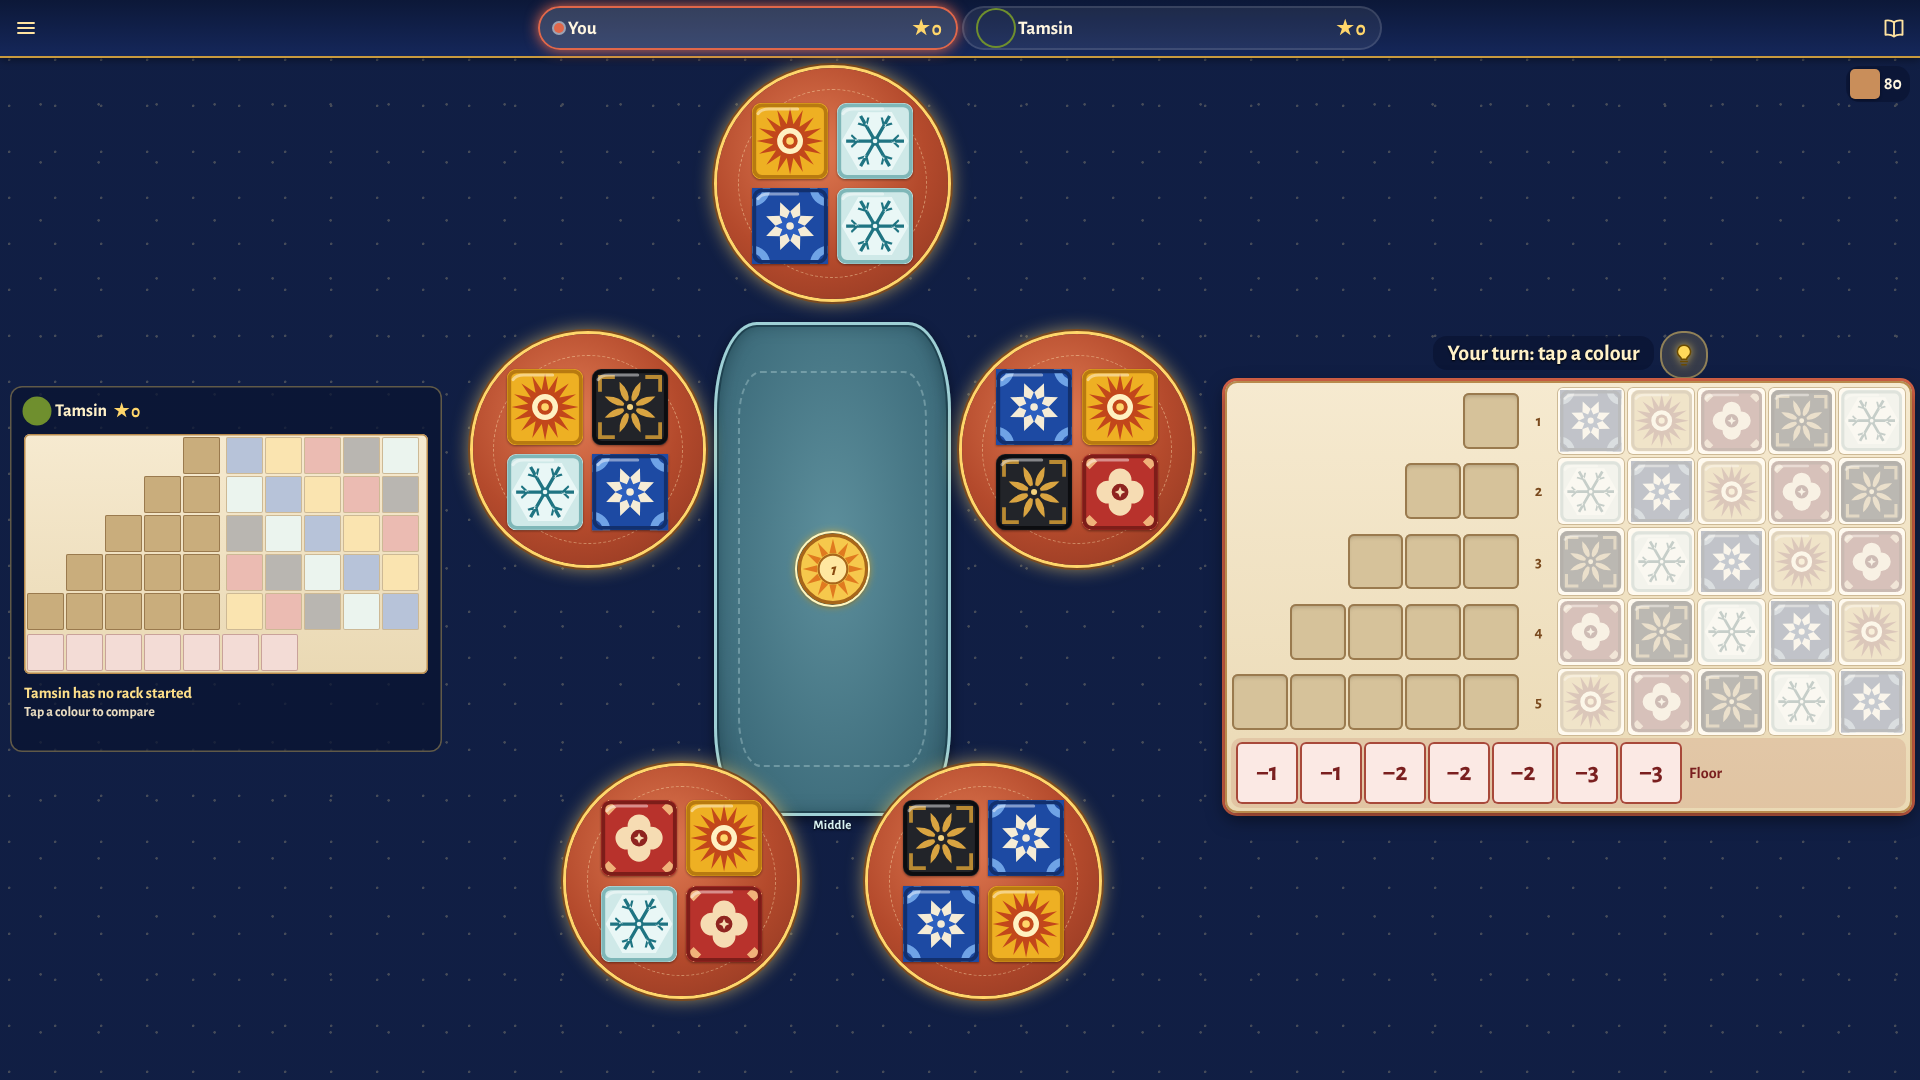 You ★0
Tamsin ★0
80
Your turn: tap a colour
Tamsin ★0
Tamsin has no rack started
Tap a colour to compare
1
Middle
1
2
3
4
5
−1 −1 −2 −2 −2 −3 −3 Floor